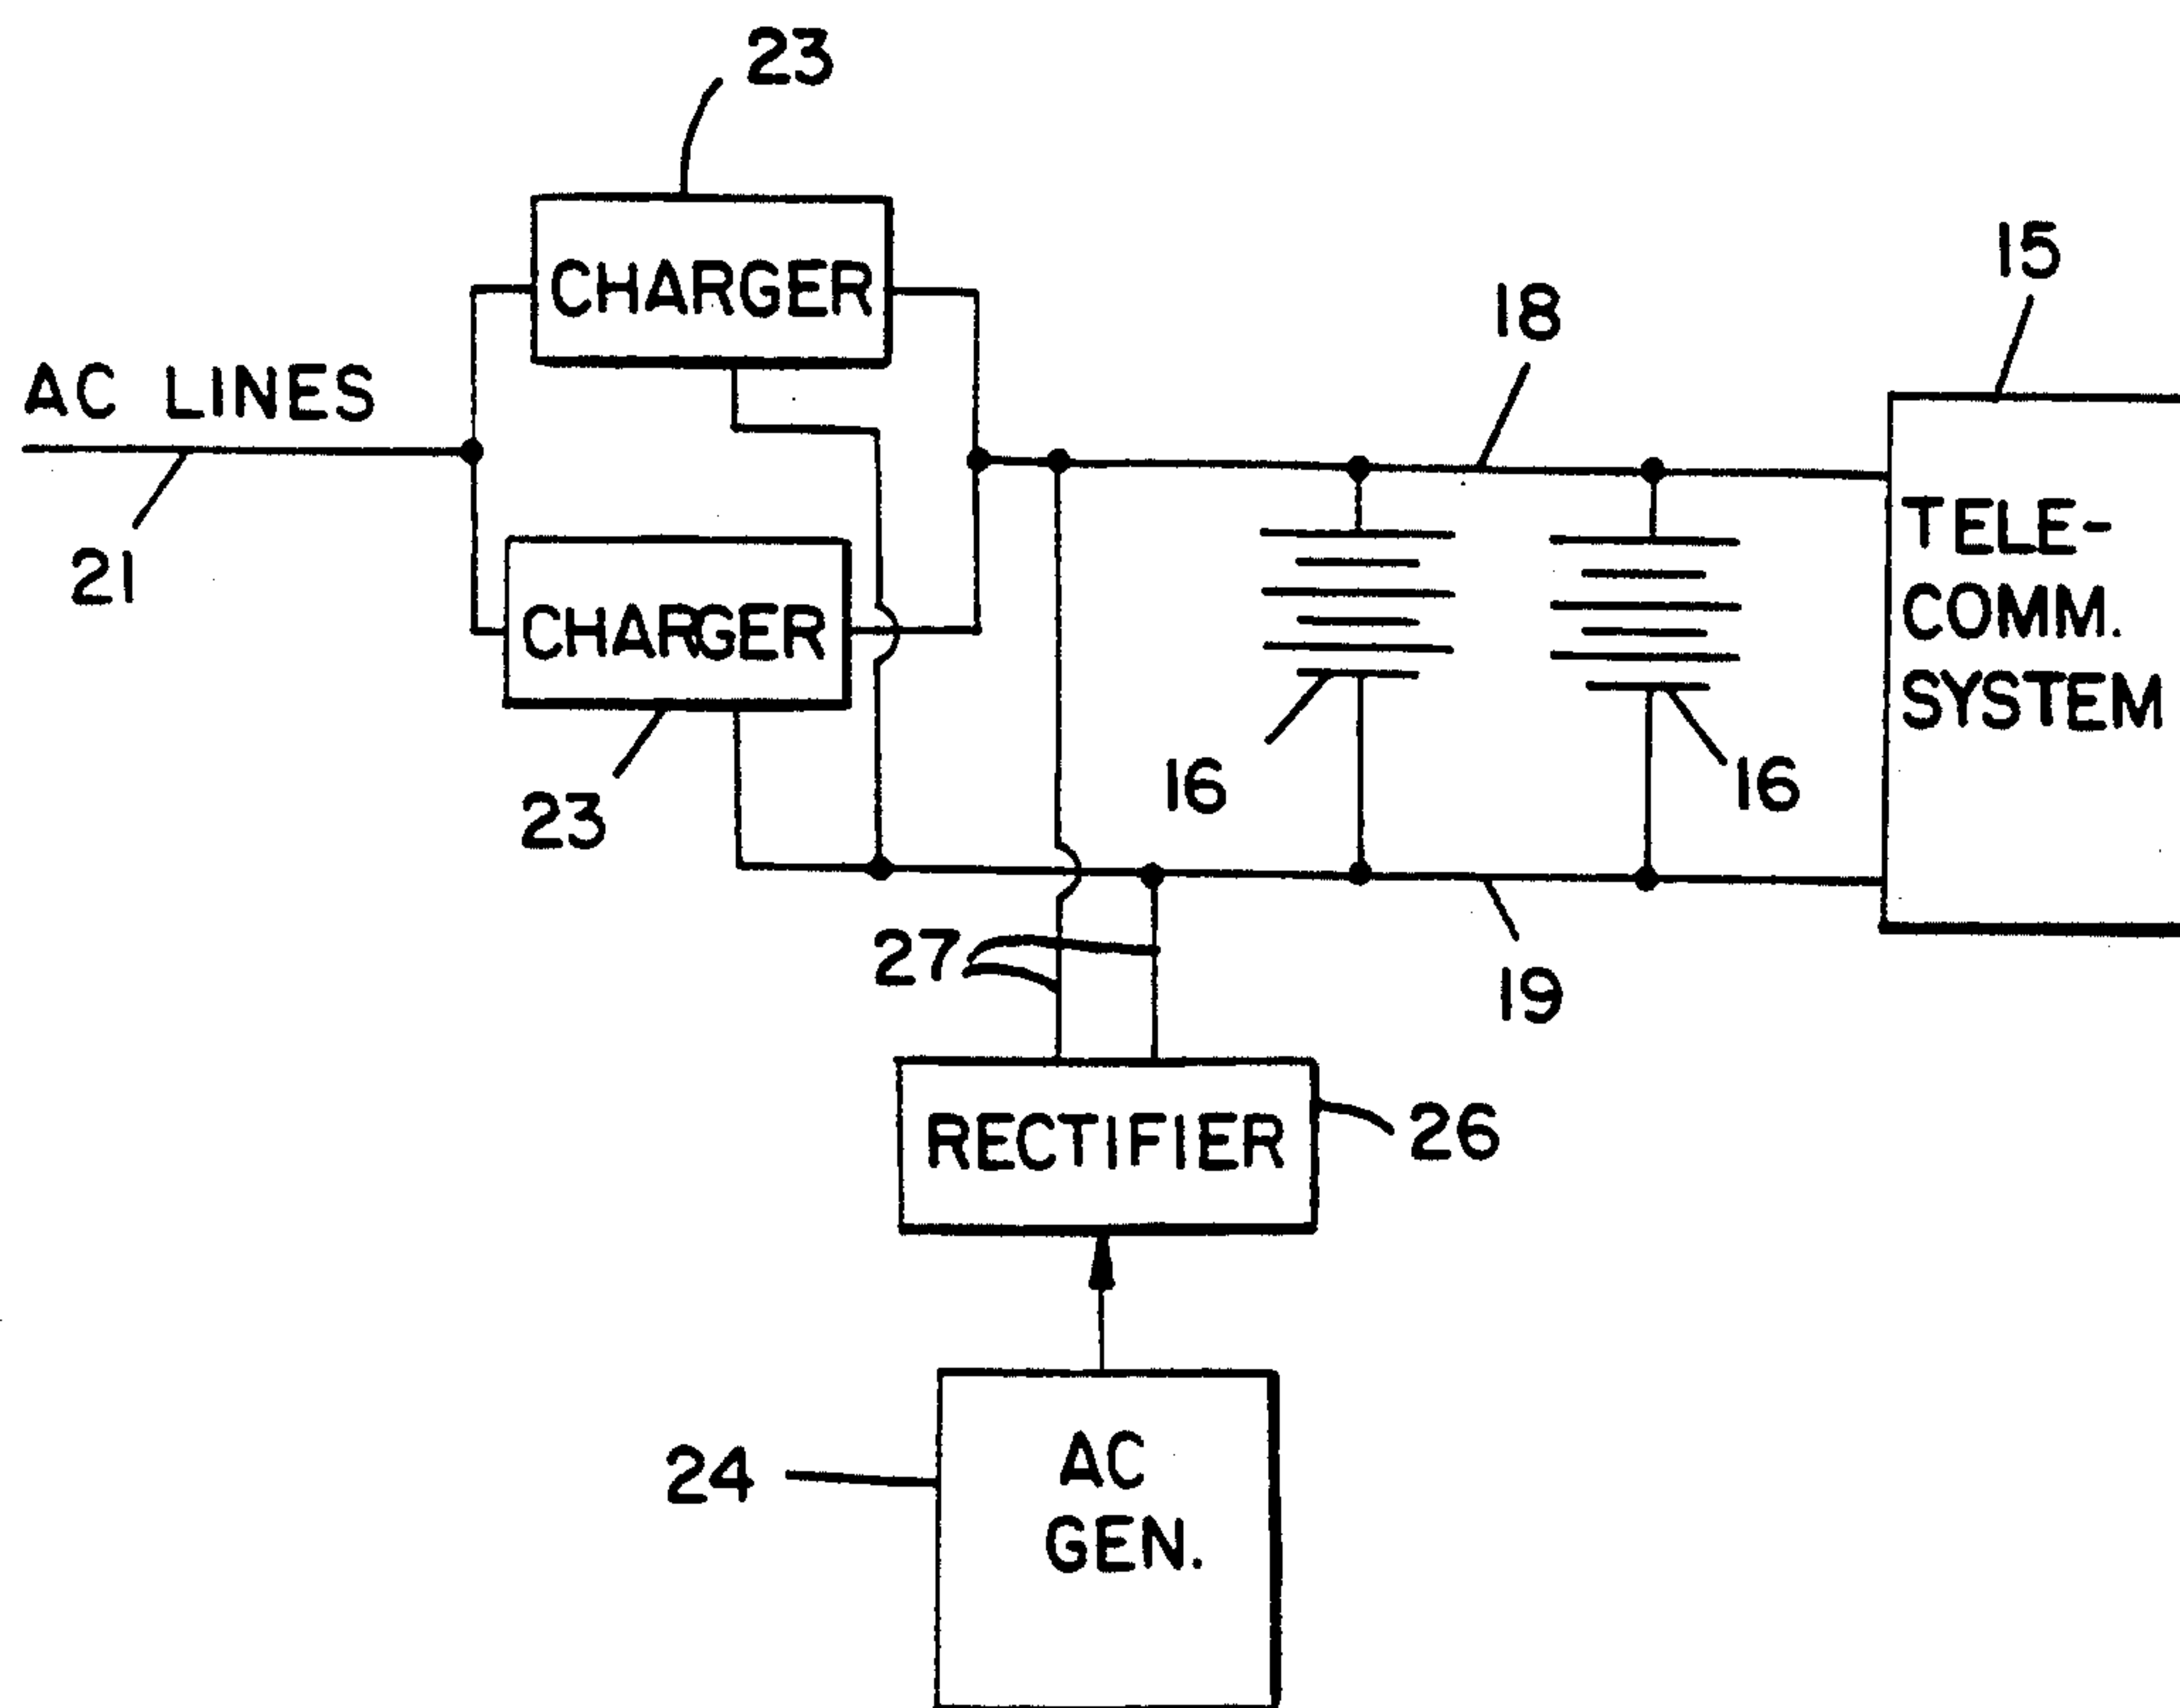 23
CHARGER
15
18
AC LINES
21
TELE-
COMM.
SYSTEM
CHARGER
23
16
16
27
19
RECTIFIER
26
24
AC
GEN.